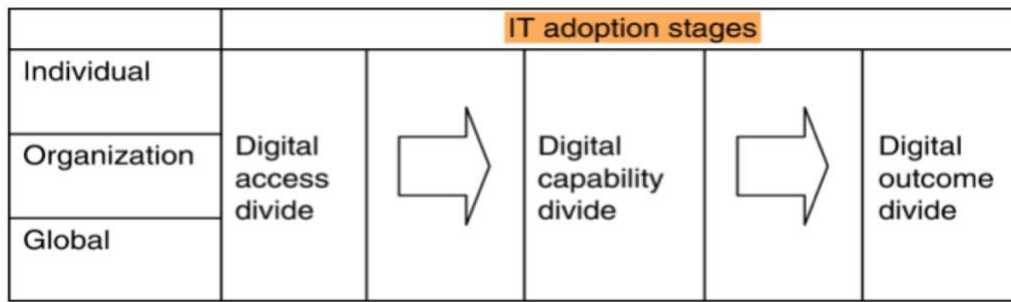 IT adoption stages
Individual
Organization
Global
Digital
access
divide
Digital
capability
divide
Digital
outcome
divide